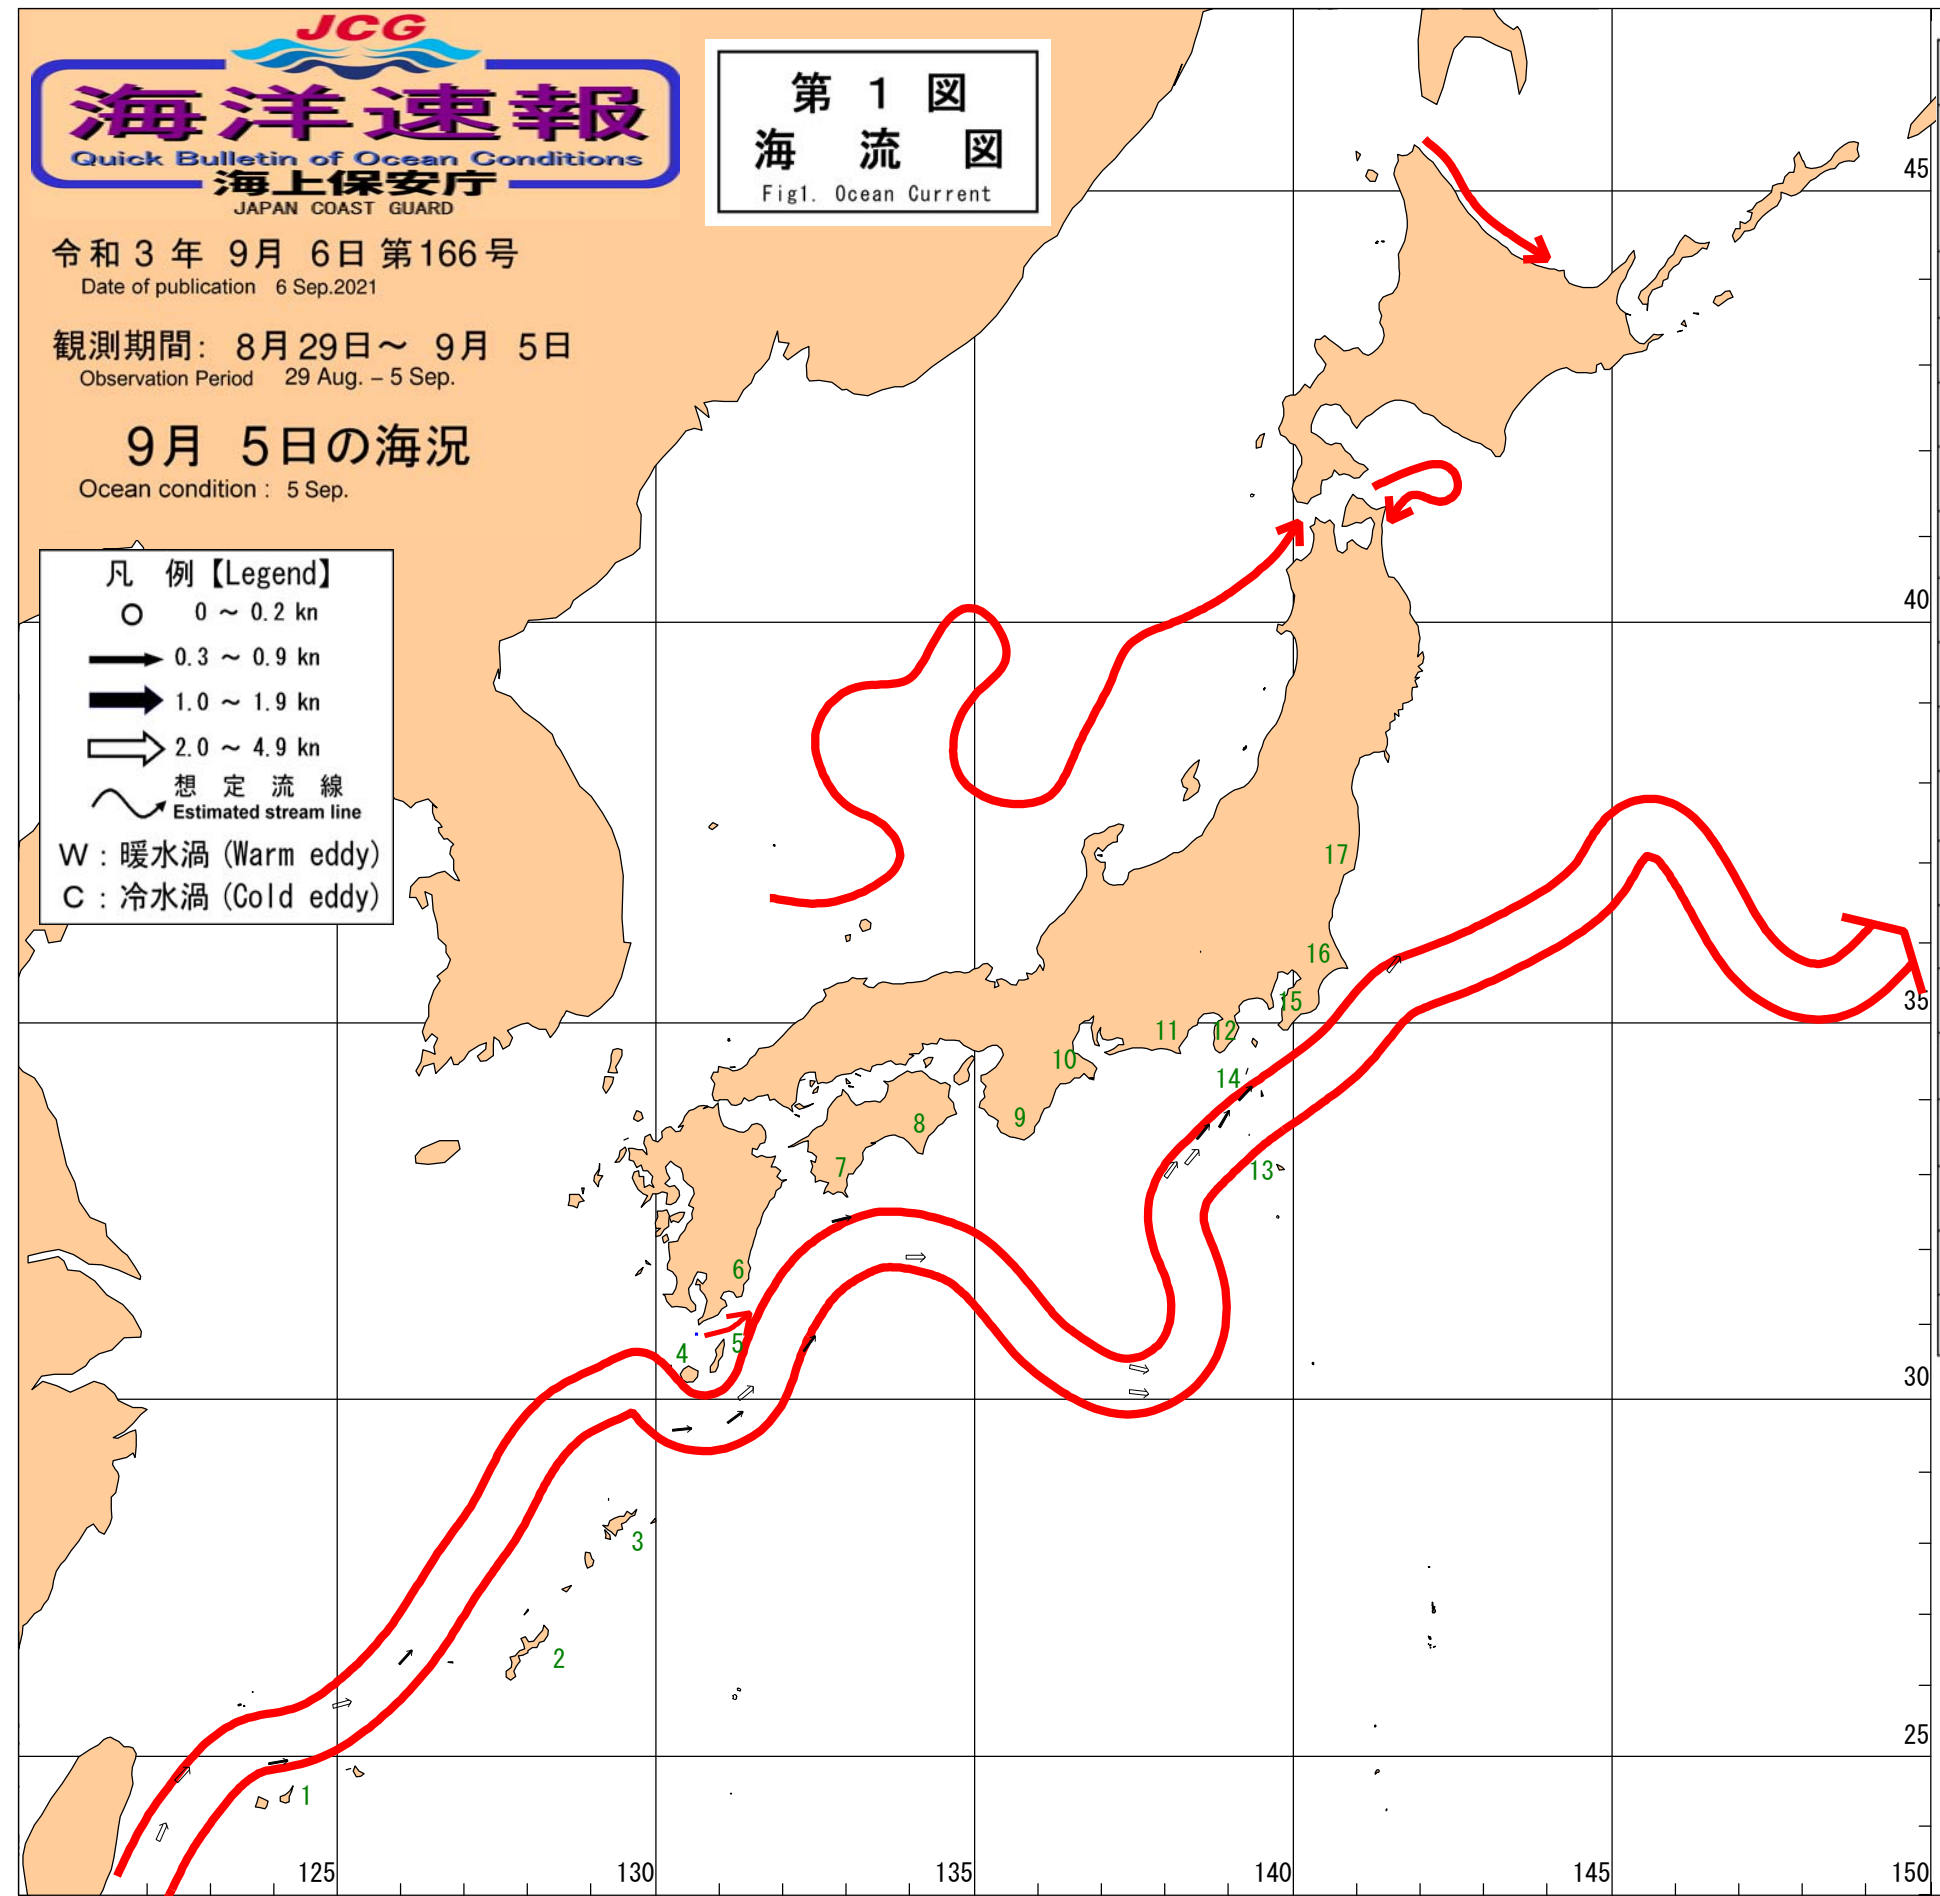 JCG
海洋速報
Quick Bulletin of Ocean Conditions
海上保安庁
JAPAN COAST GUARD
第 1 図
海 流 図
Fig1. Ocean Current
令和 3 年 9月 6日 第166号
Date of publication 6 Sep.2021
観測期間: 8月29日～ 9月 5日
Observation Period 29 Aug. – 5 Sep.
9月 5日の海況
Ocean condition : 5 Sep.
凡 例【Legend】
0 ～ 0.2 kn
0.3 ～ 0.9 kn
1.0 ～ 1.9 kn
2.0 ～ 4.9 kn
想 定 流 線
Estimated stream line
W : 暖水渦 (Warm eddy)
C : 冷水渦 (Cold eddy)
45
40
17
16
35
15
12
11
10
14
9
8
7
13
6
5
4
30
3
2
25
1
125
130
135
140
145
150